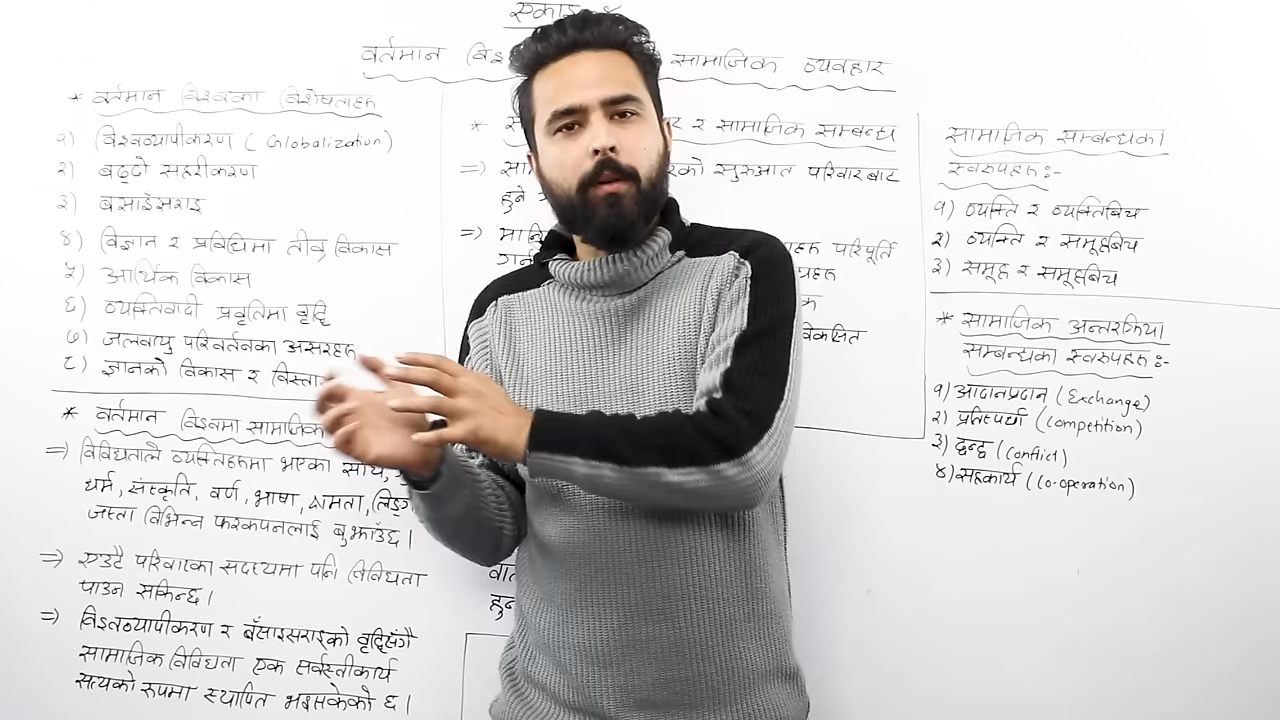 एकाइ
वर्तमान सामाजिक व्यवहार
* वर्तमान विश्वका विशेषताहरू
१) विश्वव्यापीकरण ( Globalization)
२) बढ्दो सहरीकरण
३) बसाइँसराइ
४) विज्ञान र प्रविधिमा तीव्र विकास
५) आर्थिक विकास
६) व्यक्तिवादी प्रवृतिमा वृद्धि
७) जलवायु परिवर्तनका असरहरू
८) ज्ञानको विकास र
* वर्तमान विश्वमा सामाजिक
⇒ विविधताले व्यक्तिहरूमा भएका सोच,
धर्म, संस्कृति, वर्ण, भाषा, क्षमता, लिङ्ग
जस्ता विभिन्न फरकपनलाई बुझाउँछ।
⇒ एउटै परिवारका सदस्यमा पनि विविधता
पाउन सकिन्छ।
⇒ विश्वव्यापीकरण र बँसाइसराइको वृद्धिसँगै
सामाजिक विविधता एक सर्वस्वीकार्य
सत्यको रूपमा स्थापित भइसकेको छ।
* र सामाजिक सम्बन्ध
⇒ सुरुआत परिवारबाट
हुने
⇒ परिपूर्ति
विकसित
सामाजिक सम्बन्धका
स्वरुपहरू :-
१) व्यक्ति र व्यक्तिबिच
२) व्यक्ति र समूहबिच
३) समूह र समूहबिच
* सामाजिक अन्तरक्रिया
सम्बन्धका स्वरुपहरू :-
१) आदानप्रदान (Exchange)
२) प्रतिस्पर्धा (Competition)
३) द्वन्द्व (Conflict)
४) सहकार्य (Co-operation)